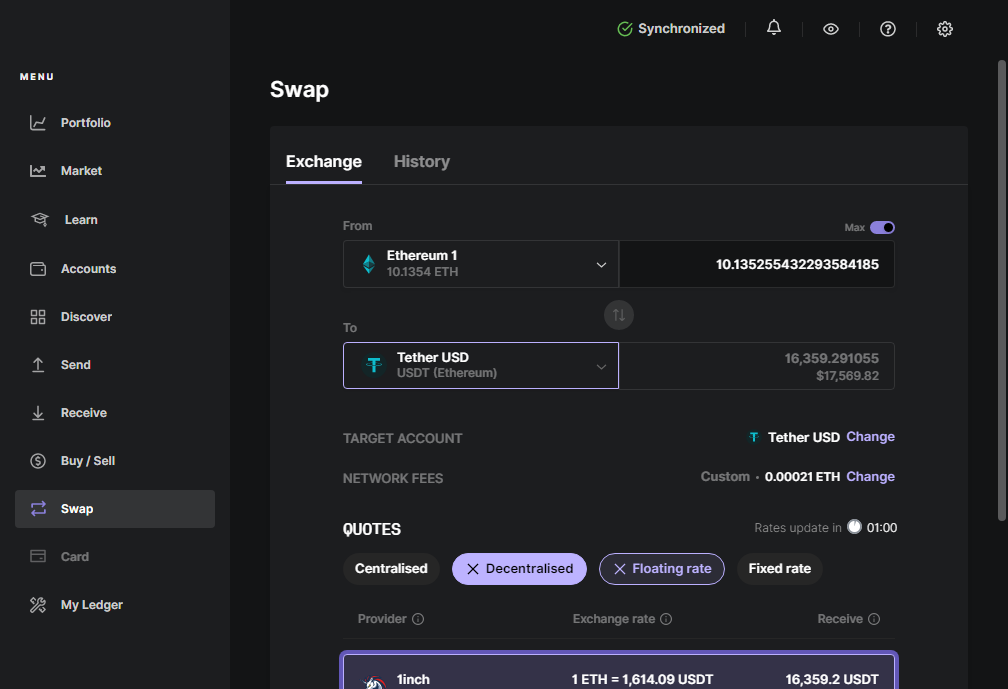 Synchronized
MENU
Portfolio
Market
Learn
Accounts
Discover
Send
Receive
Buy / Sell
Swap
Card
My Ledger
Swap
Exchange History
From Max
Ethereum 1
10.1354 ETH
10.135255432293584185
To
Tether USD
USDT (Ethereum)
16,359.291055
$17,569.82
TARGET ACCOUNT Tether USD Change
NETWORK FEES Custom · 0.00021 ETH Change
QUOTES Rates update in 01:00
Centralised Decentralised Floating rate Fixed rate
Provider Exchange rate Receive
1inch 1 ETH = 1,614.09 USDT 16,359.2 USDT